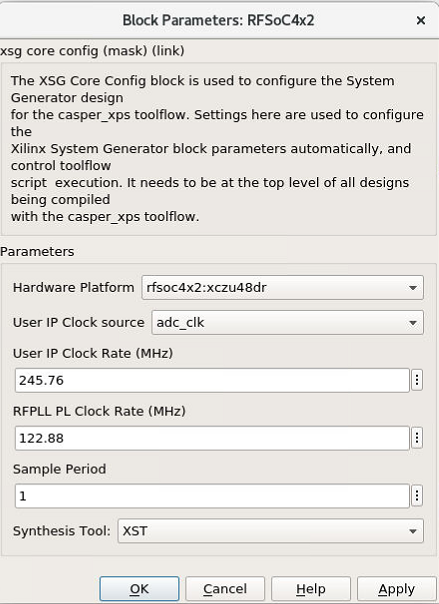 Block Parameters: RFSoC4x2
xsg core config (mask) (link)
The XSG Core Config block is used to configure the System
Generator design
for the casper_xps toolflow. Settings here are used to configure
the
Xilinx System Generator block parameters automatically, and
control toolflow
script  execution. It needs to be at the top level of all designs
being compiled
with the casper_xps toolflow.
Parameters
Hardware Platform rfsoc4x2:xczu48dr
User IP Clock source adc_clk
User IP Clock Rate (MHz)
245.76
RFPLL PL Clock Rate (MHz)
122.88
Sample Period
1
Synthesis Tool: XST
OK Cancel Help Apply